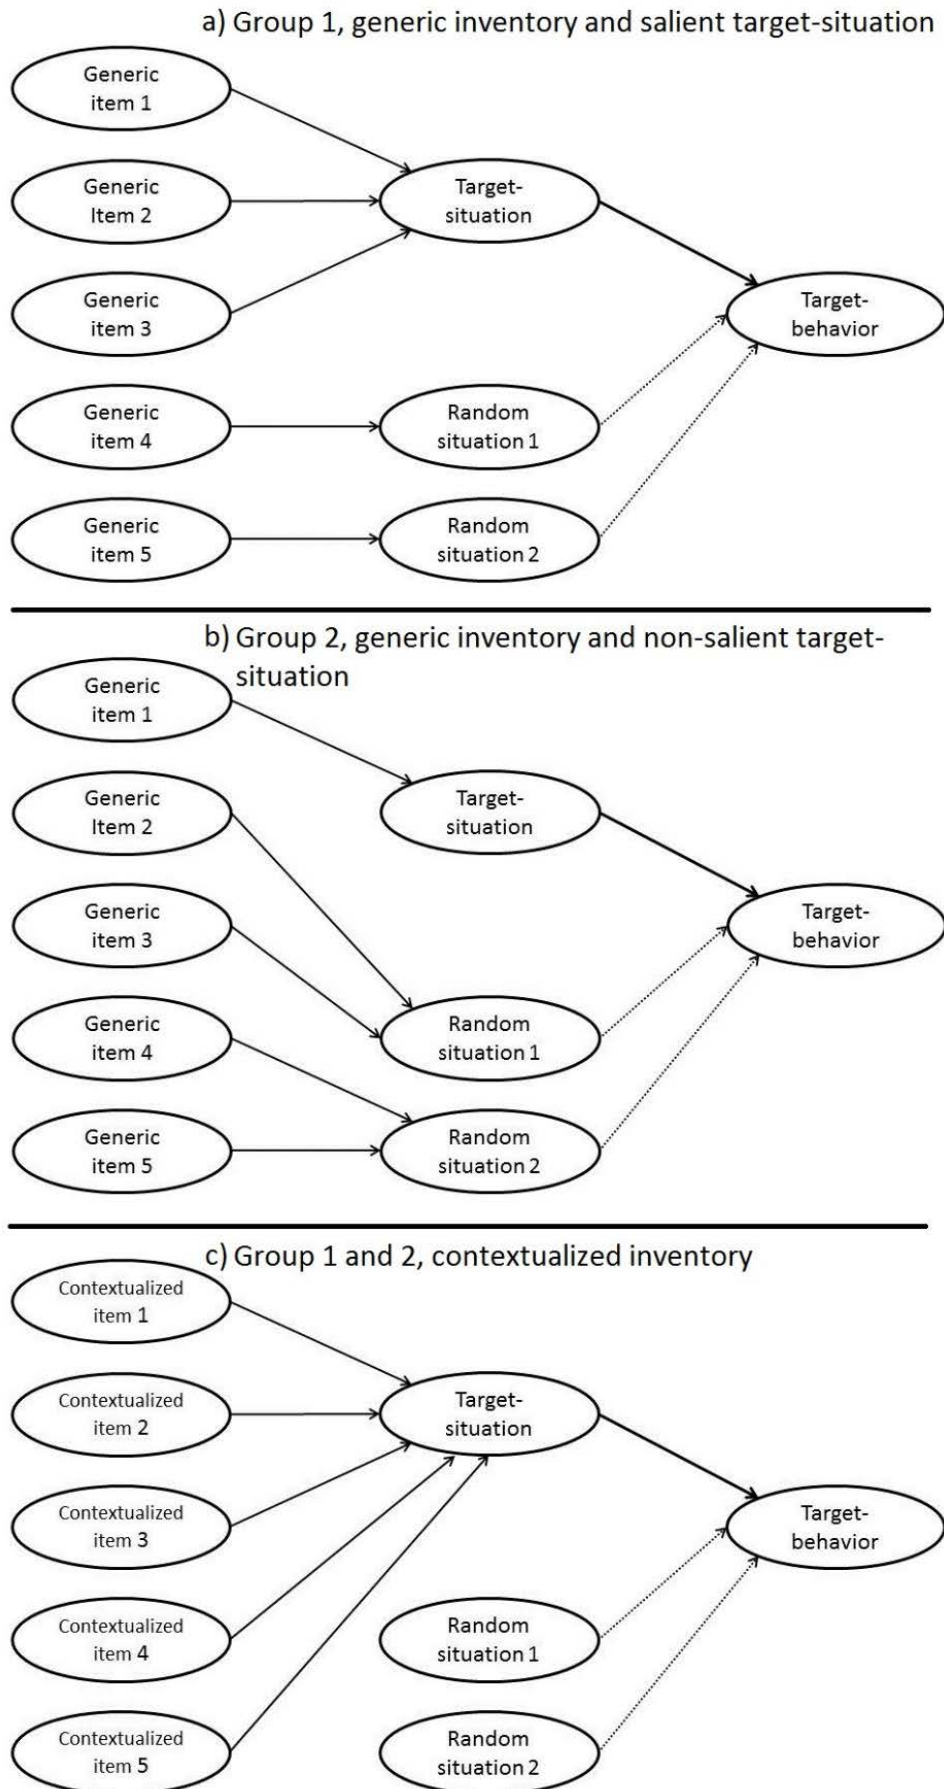 a) Group 1, generic inventory and salient target-situation
Generic
item 1
Generic
Item 2
Target-
situation
Generic
item 3
Target-
behavior
Generic
item 4
Random
situation 1
Generic
item 5
Random
situation 2
b) Group 2, generic inventory and non-salient target-
situation
Generic
item 1
Generic
Item 2
Target-
situation
Generic
item 3
Target-
behavior
Generic
item 4
Random
situation 1
Generic
item 5
Random
situation 2
c) Group 1 and 2, contextualized inventory
Contextualized
item 1
Contextualized
item 2
Target-
situation
Contextualized
item 3
Target-
behavior
Contextualized
item 4
Random
situation 1
Contextualized
item 5
Random
situation 2